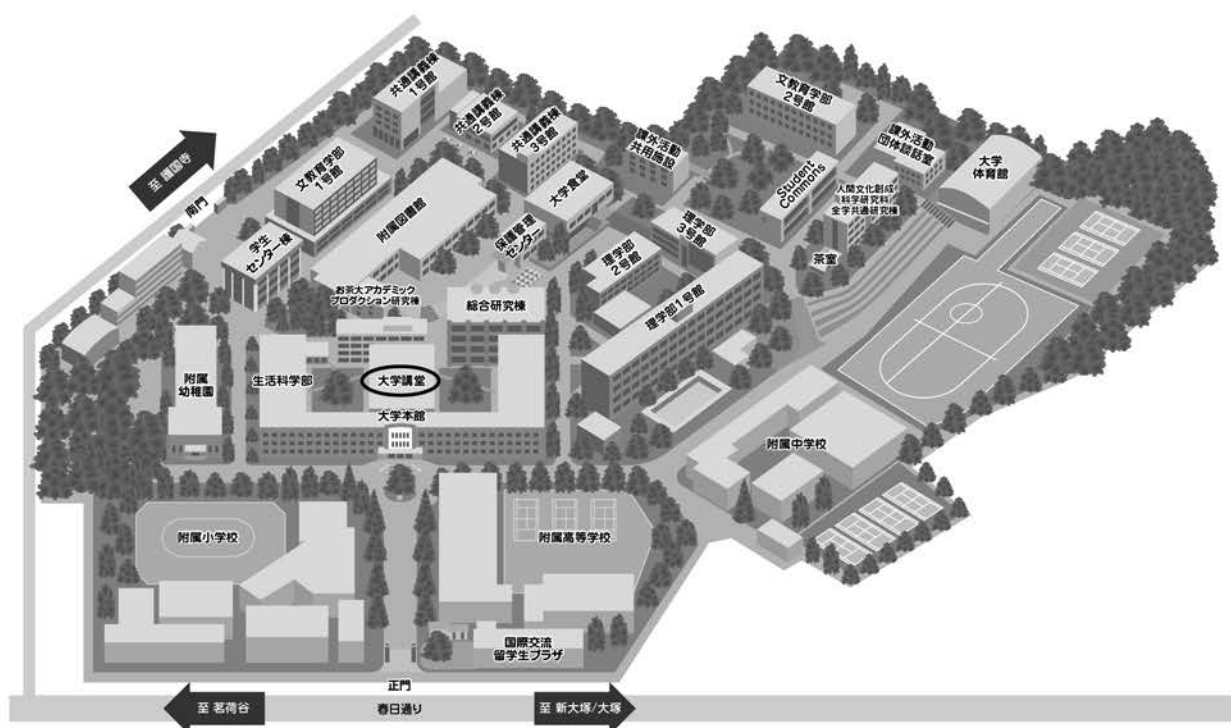 共通講義棟
1号館
共通講義棟
2号館
共通講義棟
3号館
文教育学部
2号館
課外活動
共用施設
課外活動
団体談話室
大学
体育館
至 護国寺
南門
文教育学部
1号館
附属図書館
大学食堂
Student
Commons
人間文化創成
科学研究科
全学共通研究棟
学生
センター棟
保護管理
センター
理学部
3号館
理学部
2号館
茶室
お茶大アカデミック
プロダクション研究棟
総合研究棟
理学部1号館
附属
幼稚園
生活科学部
大学講堂
大学本館
附属中学校
附属小学校
附属高等学校
国際交流
留学生プラザ
正門
至 茗荷谷
春日通り
至 新大塚/大塚